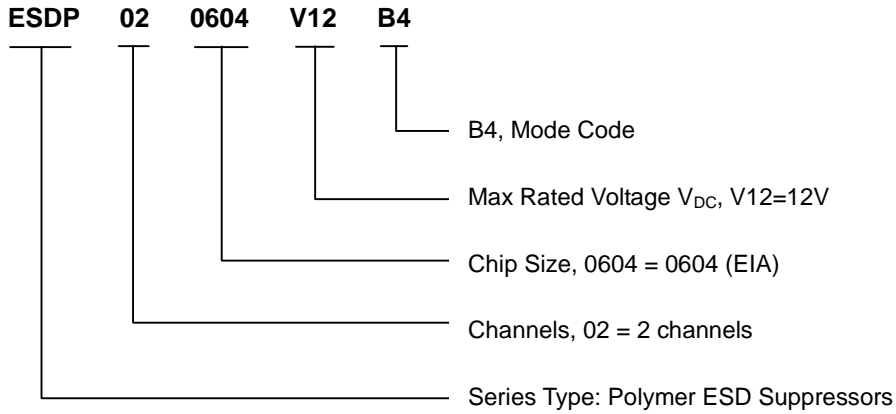 ESDP 02 0604 V12 B4
B4, Mode Code
Max Rated Voltage VDC, V12=12V
Chip Size, 0604 = 0604 (EIA)
Channels, 02 = 2 channels
Series Type: Polymer ESD Suppressors